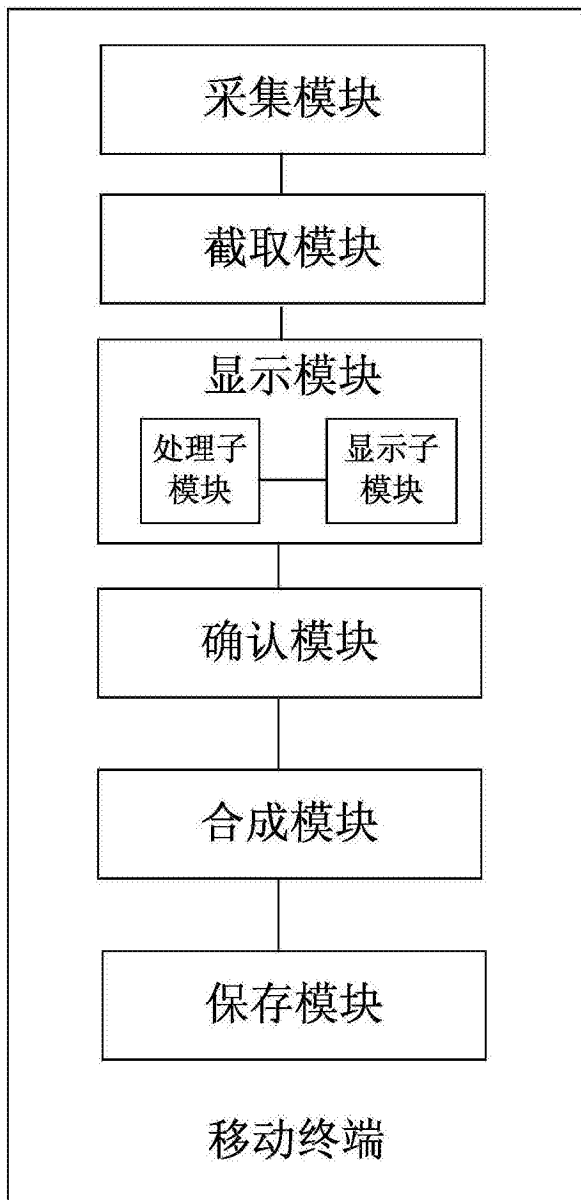 采集模块
截取模块
显示模块
处理子
模块
显示子
模块
确认模块
合成模块
保存模块
移动终端